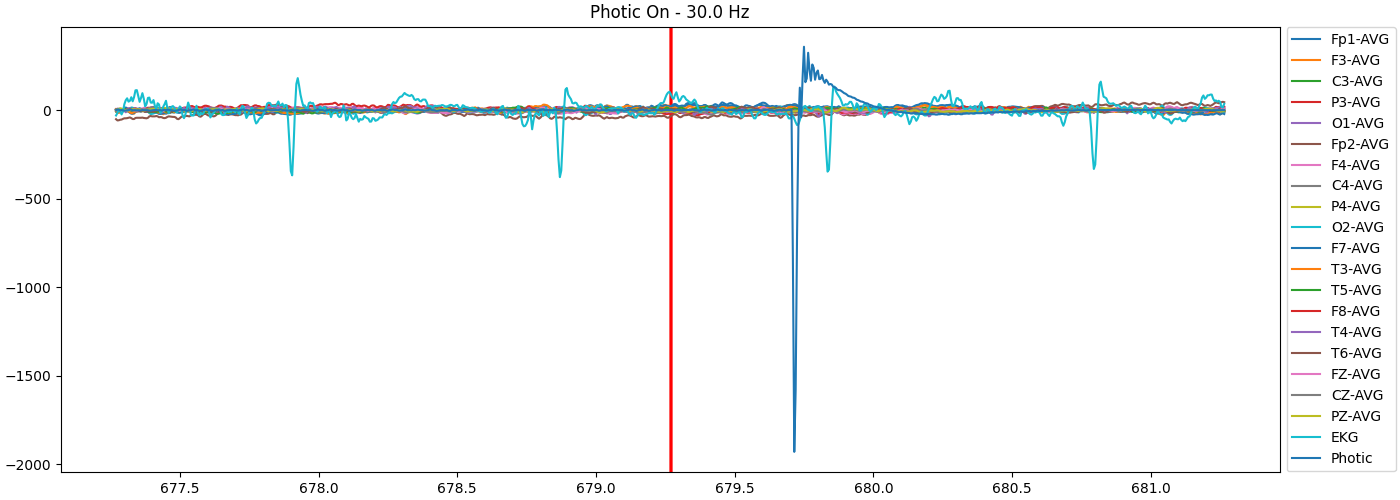 Photic On - 30.0 Hz
0
−500
−1000
−1500
−2000
677.5 678.0 678.5 679.0 679.5 680.0 680.5 681.0
Fp1-AVG
F3-AVG
C3-AVG
P3-AVG
O1-AVG
Fp2-AVG
F4-AVG
C4-AVG
P4-AVG
O2-AVG
F7-AVG
T3-AVG
T5-AVG
F8-AVG
T4-AVG
T6-AVG
FZ-AVG
CZ-AVG
PZ-AVG
EKG
Photic